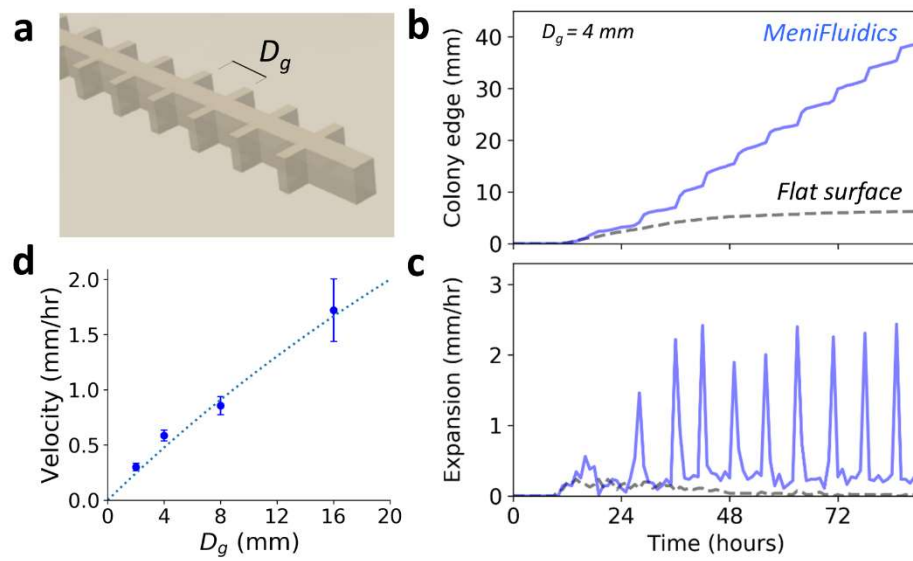 a
D_g
b
D_g = 4 mm
MeniFluidics
Flat surface
Colony edge (mm)
40
30
20
10
0
d
Velocity (mm/hr)
2.0
1.5
1.0
0.5
0.0
0
4
8
12
16
20
D_g (mm)
c
Expansion (mm/hr)
3
2
1
0
0
24
48
72
Time (hours)